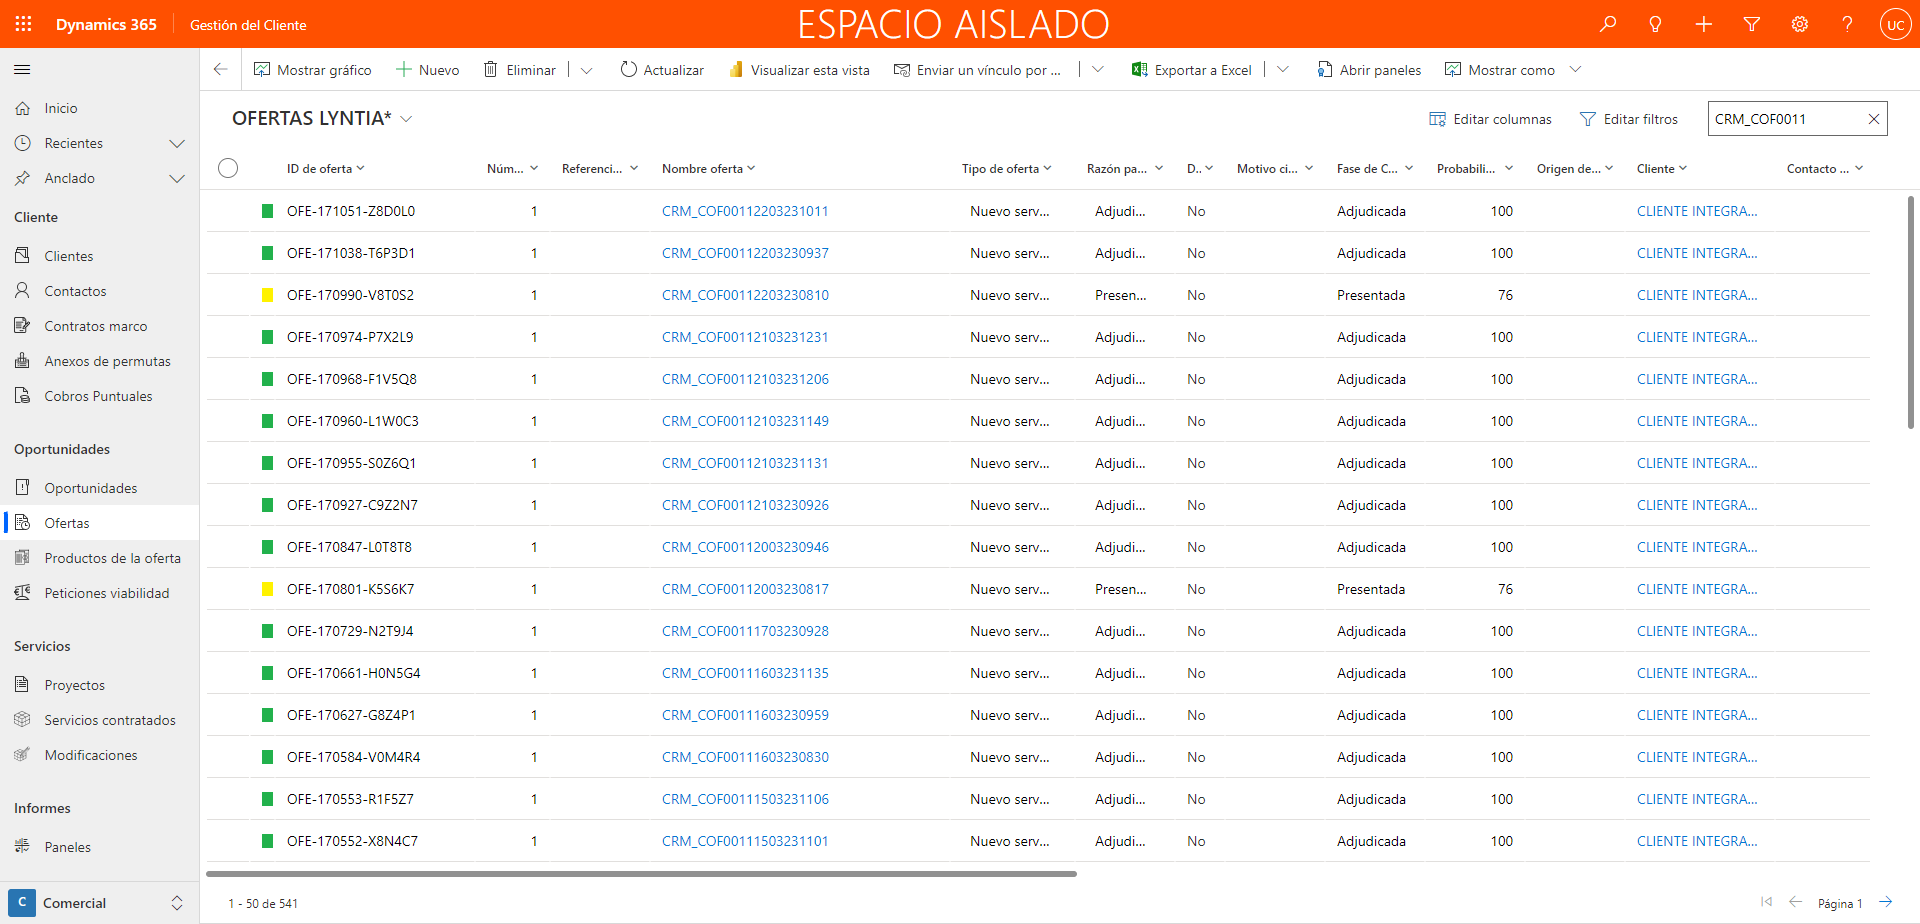 Dynamics 365
Gestión del Cliente
ESPACIO AISLADO
UC
Mostrar gráfico
Nuevo
Eliminar
Actualizar
Visualizar esta vista
Enviar un vínculo por ...
Exportar a Excel
Abrir paneles
Mostrar como
Inicio
Recientes
Anclado
Cliente
Clientes
Contactos
Contratos marco
Anexos de permutas
Cobros Puntuales
Oportunidades
Oportunidades
Ofertas
Productos de la oferta
Peticiones viabilidad
Servicios
Proyectos
Servicios contratados
Modificaciones
Informes
Paneles
C Comercial
OFERTAS LYNTIA*
Editar columnas
Editar filtros
CRM_COF0011
ID de oferta Núm... Referenci... Nombre oferta Tipo de oferta Razón pa... D.. Motivo ci... Fase de C... Probabili... Origen de... Cliente Contacto ...
OFE-171051-Z8D0L0 1 CRM_COF00112203231011 Nuevo serv... Adjudi... No Adjudicada 100 CLIENTE INTEGRA...
OFE-171038-T6P3D1 1 CRM_COF00112203230937 Nuevo serv... Adjudi... No Adjudicada 100 CLIENTE INTEGRA...
OFE-170990-V8T0S2 1 CRM_COF00112203230810 Nuevo serv... Presen... No Presentada 76 CLIENTE INTEGRA...
OFE-170974-P7X2L9 1 CRM_COF00112103231231 Nuevo serv... Adjudi... No Adjudicada 100 CLIENTE INTEGRA...
OFE-170968-F1V5Q8 1 CRM_COF00112103231206 Nuevo serv... Adjudi... No Adjudicada 100 CLIENTE INTEGRA...
OFE-170960-L1W0C3 1 CRM_COF00112103231149 Nuevo serv... Adjudi... No Adjudicada 100 CLIENTE INTEGRA...
OFE-170955-S0Z6Q1 1 CRM_COF00112103231131 Nuevo serv... Adjudi... No Adjudicada 100 CLIENTE INTEGRA...
OFE-170927-C9Z2N7 1 CRM_COF00112103230926 Nuevo serv... Adjudi... No Adjudicada 100 CLIENTE INTEGRA...
OFE-170847-L0T8T8 1 CRM_COF00112003230946 Nuevo serv... Adjudi... No Adjudicada 100 CLIENTE INTEGRA...
OFE-170801-K5S6K7 1 CRM_COF00112003230817 Nuevo serv... Presen... No Presentada 76 CLIENTE INTEGRA...
OFE-170729-N2T9J4 1 CRM_COF00111703230928 Nuevo serv... Adjudi... No Adjudicada 100 CLIENTE INTEGRA...
OFE-170661-H0N5G4 1 CRM_COF00111603231135 Nuevo serv... Adjudi... No Adjudicada 100 CLIENTE INTEGRA...
OFE-170627-G8Z4P1 1 CRM_COF00111603230959 Nuevo serv... Adjudi... No Adjudicada 100 CLIENTE INTEGRA...
OFE-170584-V0M4R4 1 CRM_COF00111603230830 Nuevo serv... Adjudi... No Adjudicada 100 CLIENTE INTEGRA...
OFE-170553-R1F5Z7 1 CRM_COF00111503231106 Nuevo serv... Adjudi... No Adjudicada 100 CLIENTE INTEGRA...
OFE-170552-X8N4C7 1 CRM_COF00111503231101 Nuevo serv... Adjudi... No Adjudicada 100 CLIENTE INTEGRA...
1 - 50 de 541
Página 1